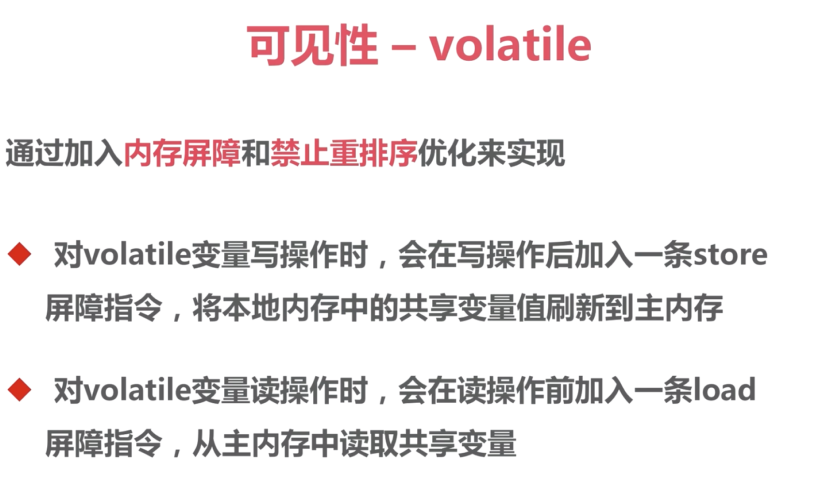 可见性 – volatile
通过加入内存屏障和禁止重排序优化来实现
对volatile变量写操作时，会在写操作后加入一条store
屏障指令，将本地内存中的共享变量值刷新到主内存
对volatile变量读操作时，会在读操作前加入一条load
屏障指令，从主内存中读取共享变量